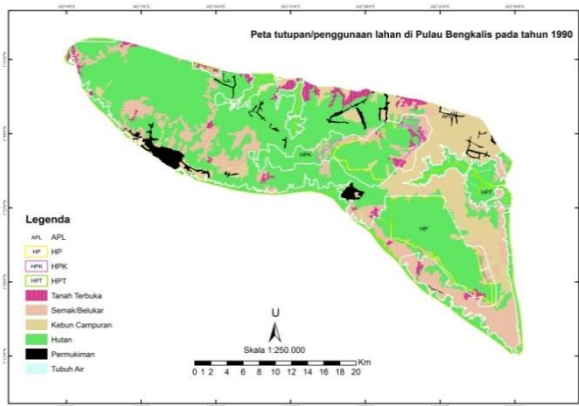 Peta tutupan/penggunaan lahan di Pulau Bengkalis pada tahun 1990
HPK
HPT
HP
Legenda
APL APL
HP HP
HPK HPK
HPT HPT
Tanah Terbuka
Semak/Belukar
Kebun Campuran
Hutan
Permukiman
Tubuh Air
U
Skala 1:250.000
0 1 2 4 6 8 10 12 14 16 18 20 Km